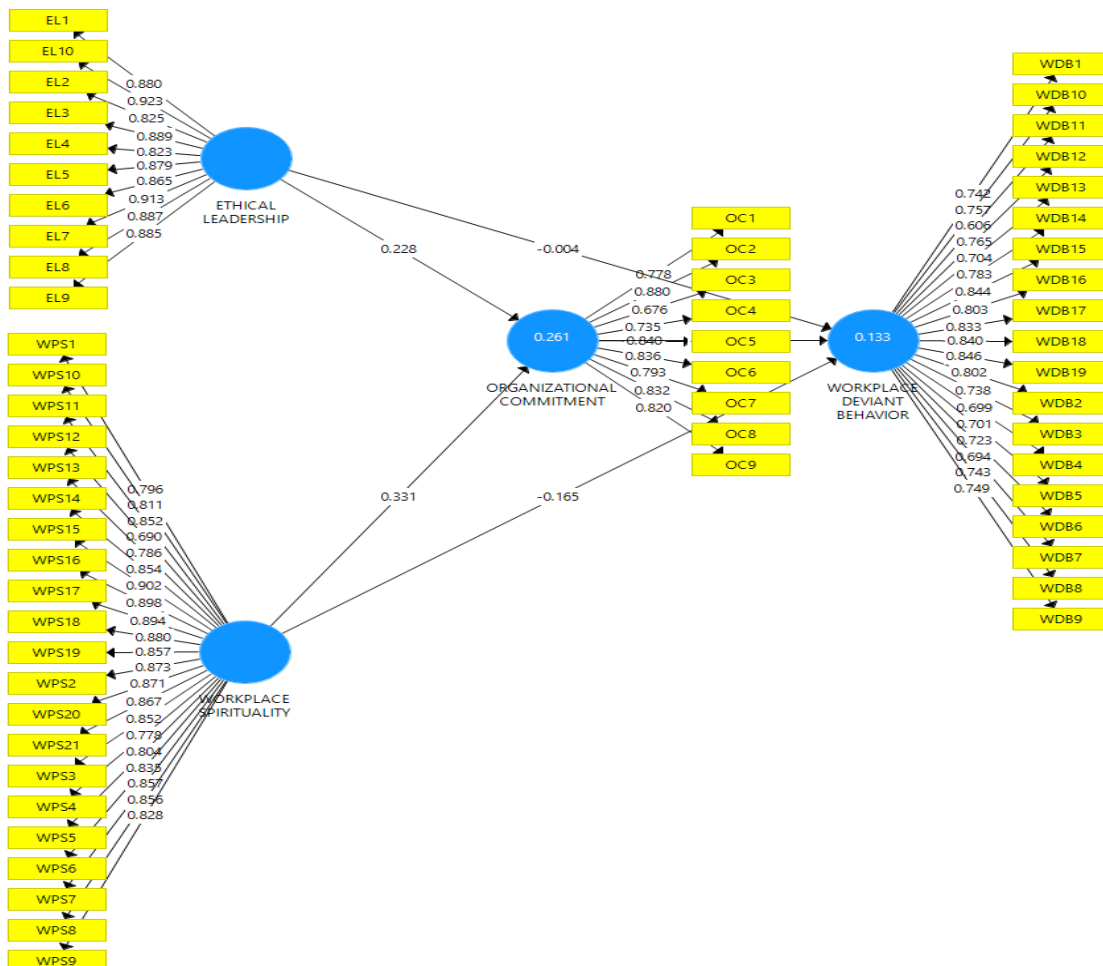 EL1
EL10
EL2
EL3
EL4
EL5
EL6
EL7
EL8
EL9
0.880
0.923
0.825
0.889
0.823
0.879
0.865
0.913
0.887
0.885
ETHICAL
LEADERSHIP
0.228
-0.004
WPS1
WPS10
WPS11
WPS12
WPS13
WPS14
WPS15
WPS16
WPS17
WPS18
WPS19
WPS2
WPS20
WPS21
WPS3
WPS4
WPS5
WPS6
WPS7
WPS8
WPS9
0.796
0.811
0.852
0.690
0.786
0.854
0.902
0.898
0.894
0.880
0.857
0.873
0.871
0.867
0.852
0.778
0.804
0.835
0.857
0.856
0.828
WORKPLACE
SPIRITUALITY
0.331
-0.165
0.261
ORGANIZATIONAL
COMMITMENT
0.778
0.880
0.676
0.735
0.840
0.836
0.793
0.832
0.820
OC1
OC2
OC3
OC4
OC5
OC6
OC7
OC8
OC9
0.133
WORKPLACE
DEVIANT
BEHAVIOR
0.742
0.757
0.606
0.765
0.704
0.783
0.844
0.803
0.833
0.840
0.846
0.802
0.738
0.699
0.701
0.723
0.694
0.743
0.749
WDB1
WDB10
WDB11
WDB12
WDB13
WDB14
WDB15
WDB16
WDB17
WDB18
WDB19
WDB2
WDB3
WDB4
WDB5
WDB6
WDB7
WDB8
WDB9